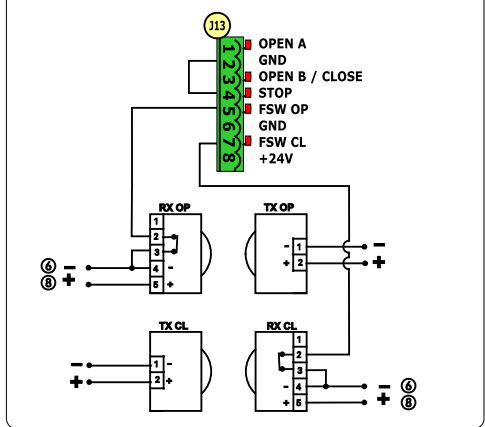 J13
1 OPEN A
2 GND
3 OPEN B / CLOSE
4 STOP
5 FSW OP
6 GND
7 FSW CL
8 +24V
RX OP
1
2
3
4 -
5 +
6 -
8 +
TX OP
- 1 -
+ 2 +
TX CL
- 1 -
+ 2 +
RX CL
1
2
3
- 4 - 6
+ 5 + 8